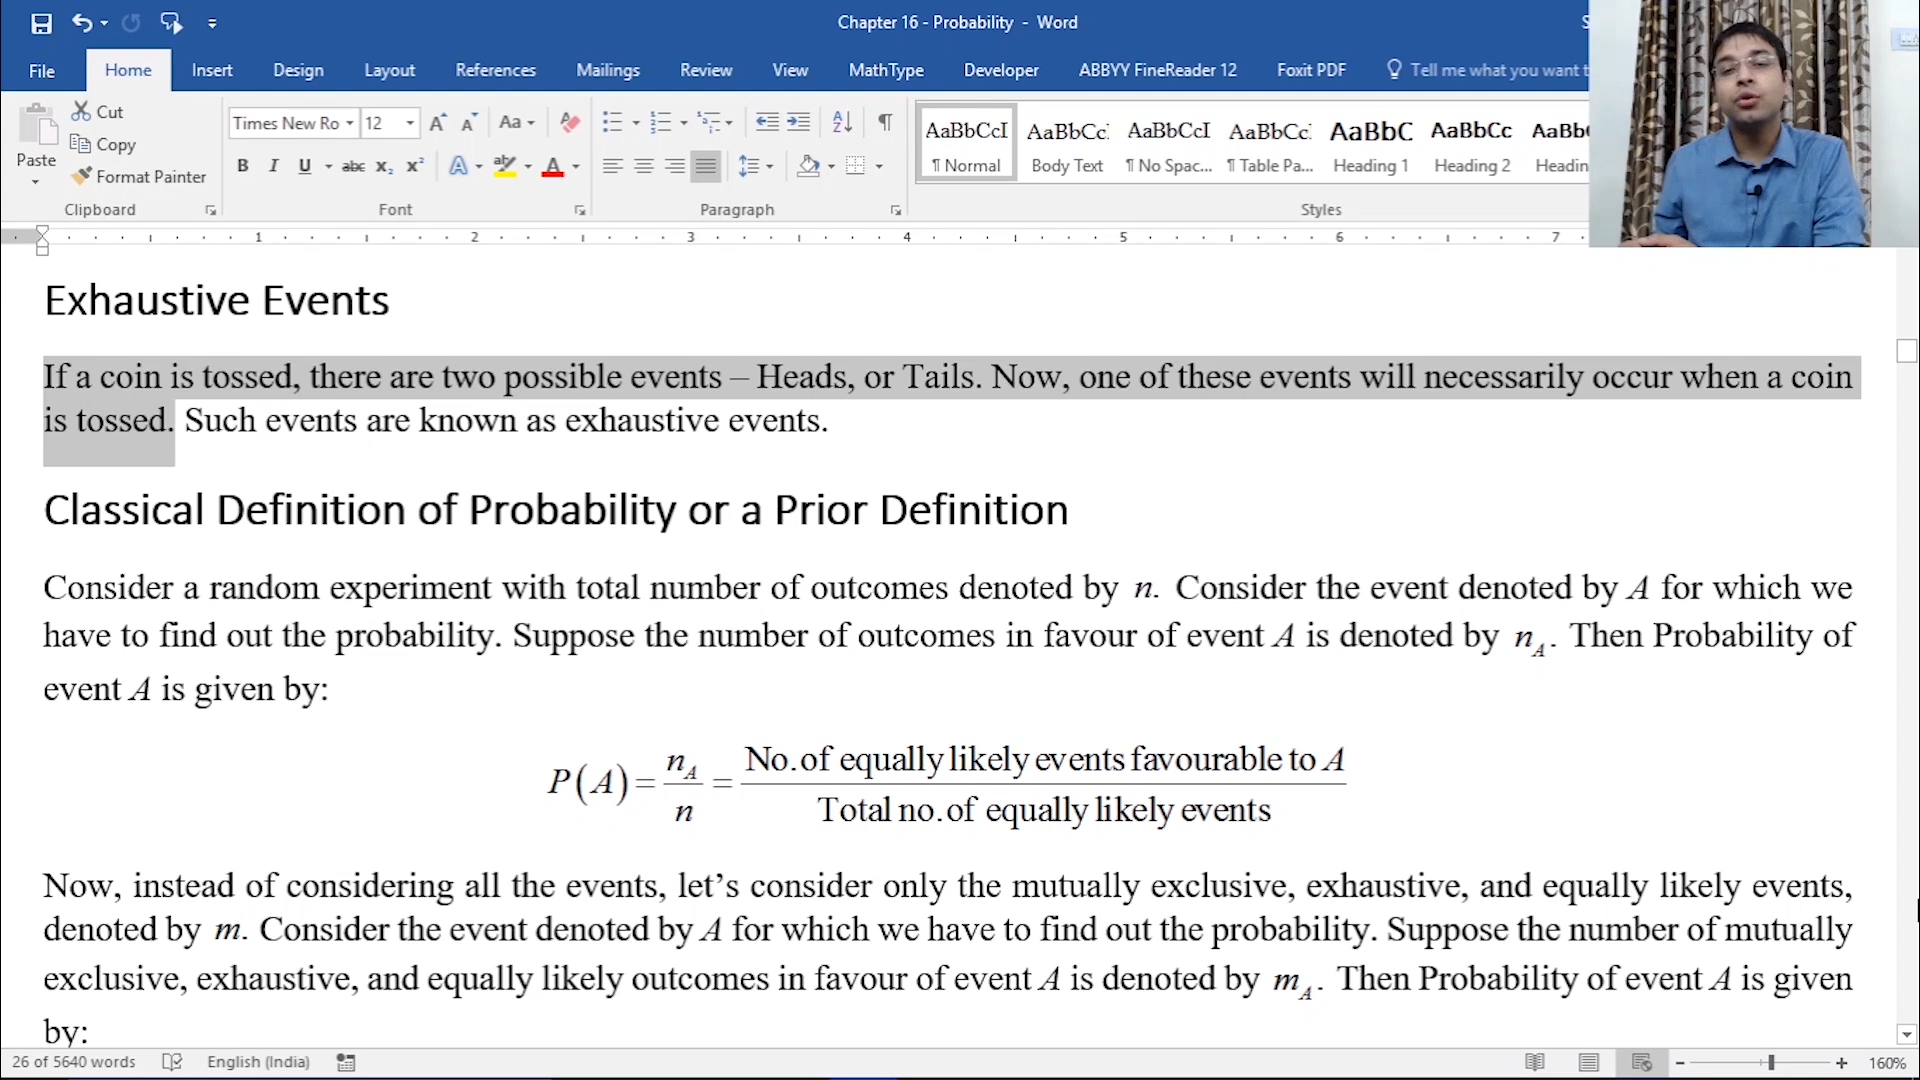 Chapter 16 - Probability - Word
File Home Insert Design Layout References Mailings Review View MathType Developer ABBYY FineReader 12 Foxit PDF Tell me what you want t
Paste
Cut
Copy
Format Painter
Times New Ro 12
AaBbCcI AaBbCc AaBbCcI AaBbCc AaBbC AaBbCc AaBb
¶ Normal Body Text ¶ No Spac... ¶ Table Pa... Heading 1 Heading 2 Headin
Clipboard Font Paragraph Styles
1 2 3 4 5 6 7
Exhaustive Events
If a coin is tossed, there are two possible events – Heads, or Tails. Now, one of these events will necessarily occur when a coin
is tossed. Such events are known as exhaustive events.
Classical Definition of Probability or a Prior Definition
Consider a random experiment with total number of outcomes denoted by n. Consider the event denoted by A for which we
have to find out the probability. Suppose the number of outcomes in favour of event A is denoted by n_A. Then Probability of
event A is given by:
P(A) = n_A / n = No. of equally likely events favourable to A / Total no. of equally likely events
Now, instead of considering all the events, let’s consider only the mutually exclusive, exhaustive, and equally likely events,
denoted by m. Consider the event denoted by A for which we have to find out the probability. Suppose the number of mutually
exclusive, exhaustive, and equally likely outcomes in favour of event A is denoted by m_A. Then Probability of event A is given
by:
26 of 5640 words English (India) 160%